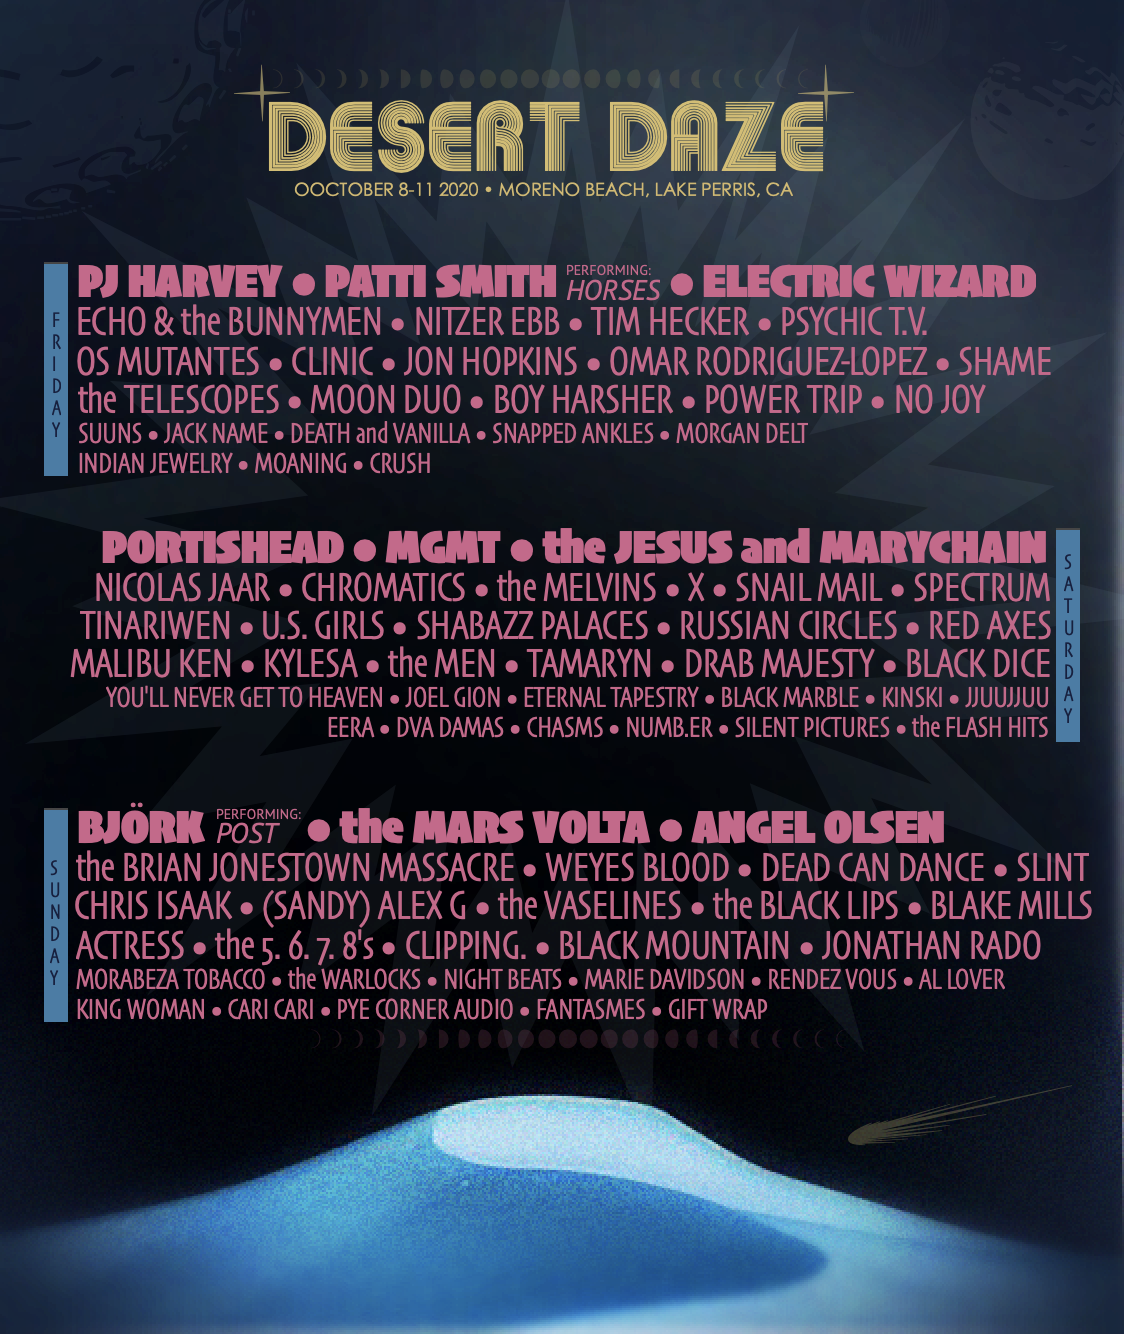 DESERT DAZE
OOCTOBER 8-11 2020 • MORENO BEACH, LAKE PERRIS, CA
FRIDAY
PJ HARVEY • PATTI SMITH PERFORMING: HORSES • ELECTRIC WIZARD
ECHO & the BUNNYMEN • NITZER EBB • TIM HECKER • PSYCHIC T.V.
OS MUTANTES • CLINIC • JON HOPKINS • OMAR RODRIGUEZ-LOPEZ • SHAME
the TELESCOPES • MOON DUO • BOY HARSHER • POWER TRIP • NO JOY
SUUNS • JACK NAME • DEATH and VANILLA • SNAPPED ANKLES • MORGAN DELT
INDIAN JEWELRY • MOANING • CRUSH
SATURDAY
PORTISHEAD • MGMT • the JESUS and MARYCHAIN
NICOLAS JAAR • CHROMATICS • the MELVINS • X • SNAIL MAIL • SPECTRUM
TINARIWEN • U.S. GIRLS • SHABAZZ PALACES • RUSSIAN CIRCLES • RED AXES
MALIBU KEN • KYLESA • the MEN • TAMARYN • DRAB MAJESTY • BLACK DICE
YOU'LL NEVER GET TO HEAVEN • JOEL GION • ETERNAL TAPESTRY • BLACK MARBLE • KINSKI • JJUUJJUU
EERA • DVA DAMAS • CHASMS • NUMB.ER • SILENT PICTURES • the FLASH HITS
SUNDAY
BJÖRK PERFORMING: POST • the MARS VOLTA • ANGEL OLSEN
the BRIAN JONESTOWN MASSACRE • WEYES BLOOD • DEAD CAN DANCE • SLINT
CHRIS ISAAK • (SANDY) ALEX G • the VASELINES • the BLACK LIPS • BLAKE MILLS
ACTRESS • the 5. 6. 7. 8's • CLIPPING. • BLACK MOUNTAIN • JONATHAN RADO
MORABEZA TOBACCO • the WARLOCKS • NIGHT BEATS • MARIE DAVIDSON • RENDEZ VOUS • AL LOVER
KING WOMAN • CARI CARI • PYE CORNER AUDIO • FANTASMES • GIFT WRAP